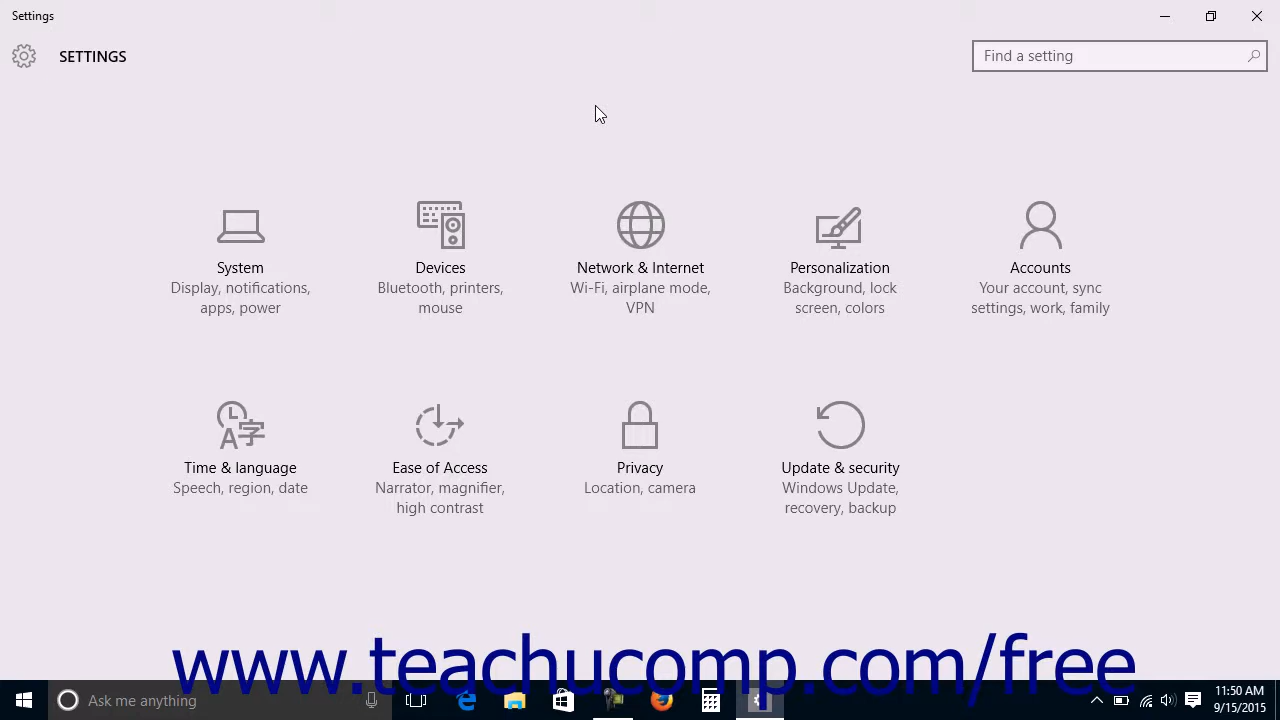 Settings
SETTINGS
Find a setting
System
Display, notifications,
apps, power
Devices
Bluetooth, printers,
mouse
Network & Internet
Wi-Fi, airplane mode,
VPN
Personalization
Background, lock
screen, colors
Accounts
Your account, sync
settings, work, family
Time & language
Speech, region, date
Ease of Access
Narrator, magnifier,
high contrast
Privacy
Location, camera
Update & security
Windows Update,
recovery, backup
www.teachucomp.com/free
Ask me anything
11:50 AM
9/15/2015